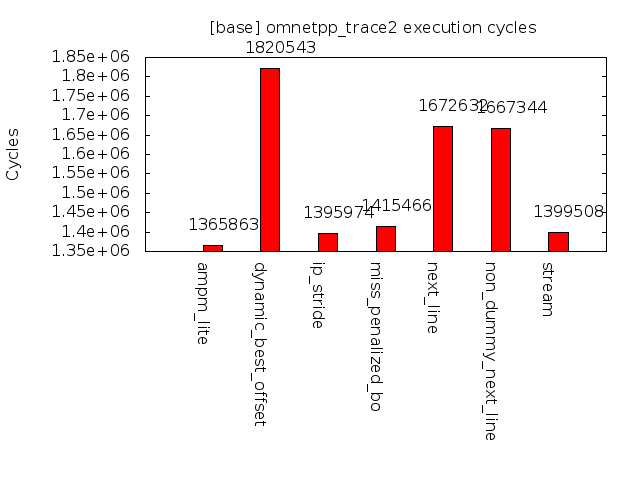 [base] omnetpp_trace2 execution cycles
Cycles
1.85e+06
1.8e+06
1.75e+06
1.7e+06
1.65e+06
1.6e+06
1.55e+06
1.5e+06
1.45e+06
1.4e+06
1.35e+06
1365863
1820543
1395974
1415466
1672632
1667344
1399508
ampm_lite
dynamic_best_offset
ip_stride
miss_penalized_bo
next_line
non_dummy_next_line
stream